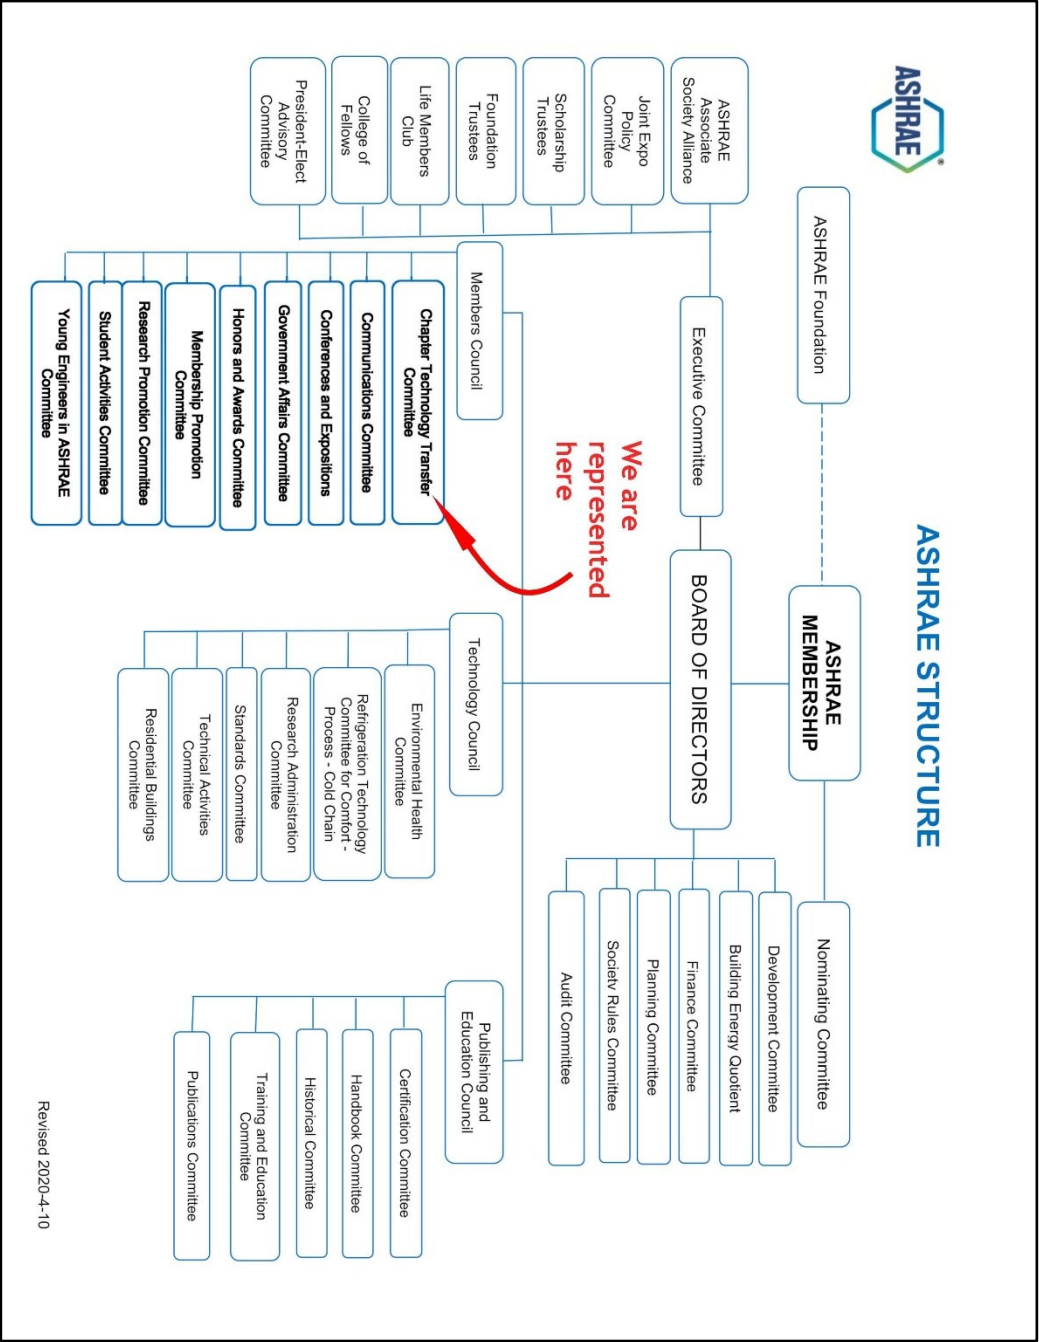 ASHRAE
®
ASHRAE STRUCTURE
ASHRAE Foundation
ASHRAE
MEMBERSHIP
Nominating Committee
ASHRAE
Associate
Society Alliance
Joint Expo
Policy
Committee
Scholarship
Trustees
Foundation
Trustees
Life Members
Club
College of
Fellows
President-Elect
Advisory
Committee
Executive Committee
BOARD OF DIRECTORS
Development Committee
Building Energy Quotient
Finance Committee
Planning Committee
Society Rules Committee
Audit Committee
We are
represented
here
Members Council
Chapter Technology Transfer
Committee
Communications Committee
Conferences and Expositions
Government Affairs Committee
Honors and Awards Committee
Membership Promotion
Committee
Research Promotion Committee
Student Activities Committee
Young Engineers in ASHRAE
Committee
Technology Council
Environmental Health
Committee
Refrigeration Technology
Committee for Comfort -
Process - Cold Chain
Research Administration
Committee
Standards Committee
Technical Activities
Committee
Residential Buildings
Committee
Publishing and
Education Council
Certification Committee
Handbook Committee
Historical Committee
Training and Education
Committee
Publications Committee
Revised 2020-4-10